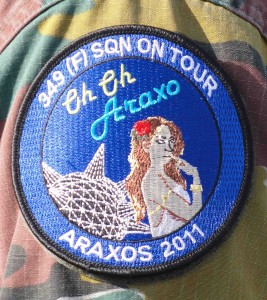 349 (F) SQN ON TOUR
Oh Oh
Araxo
ARAXOS 2011